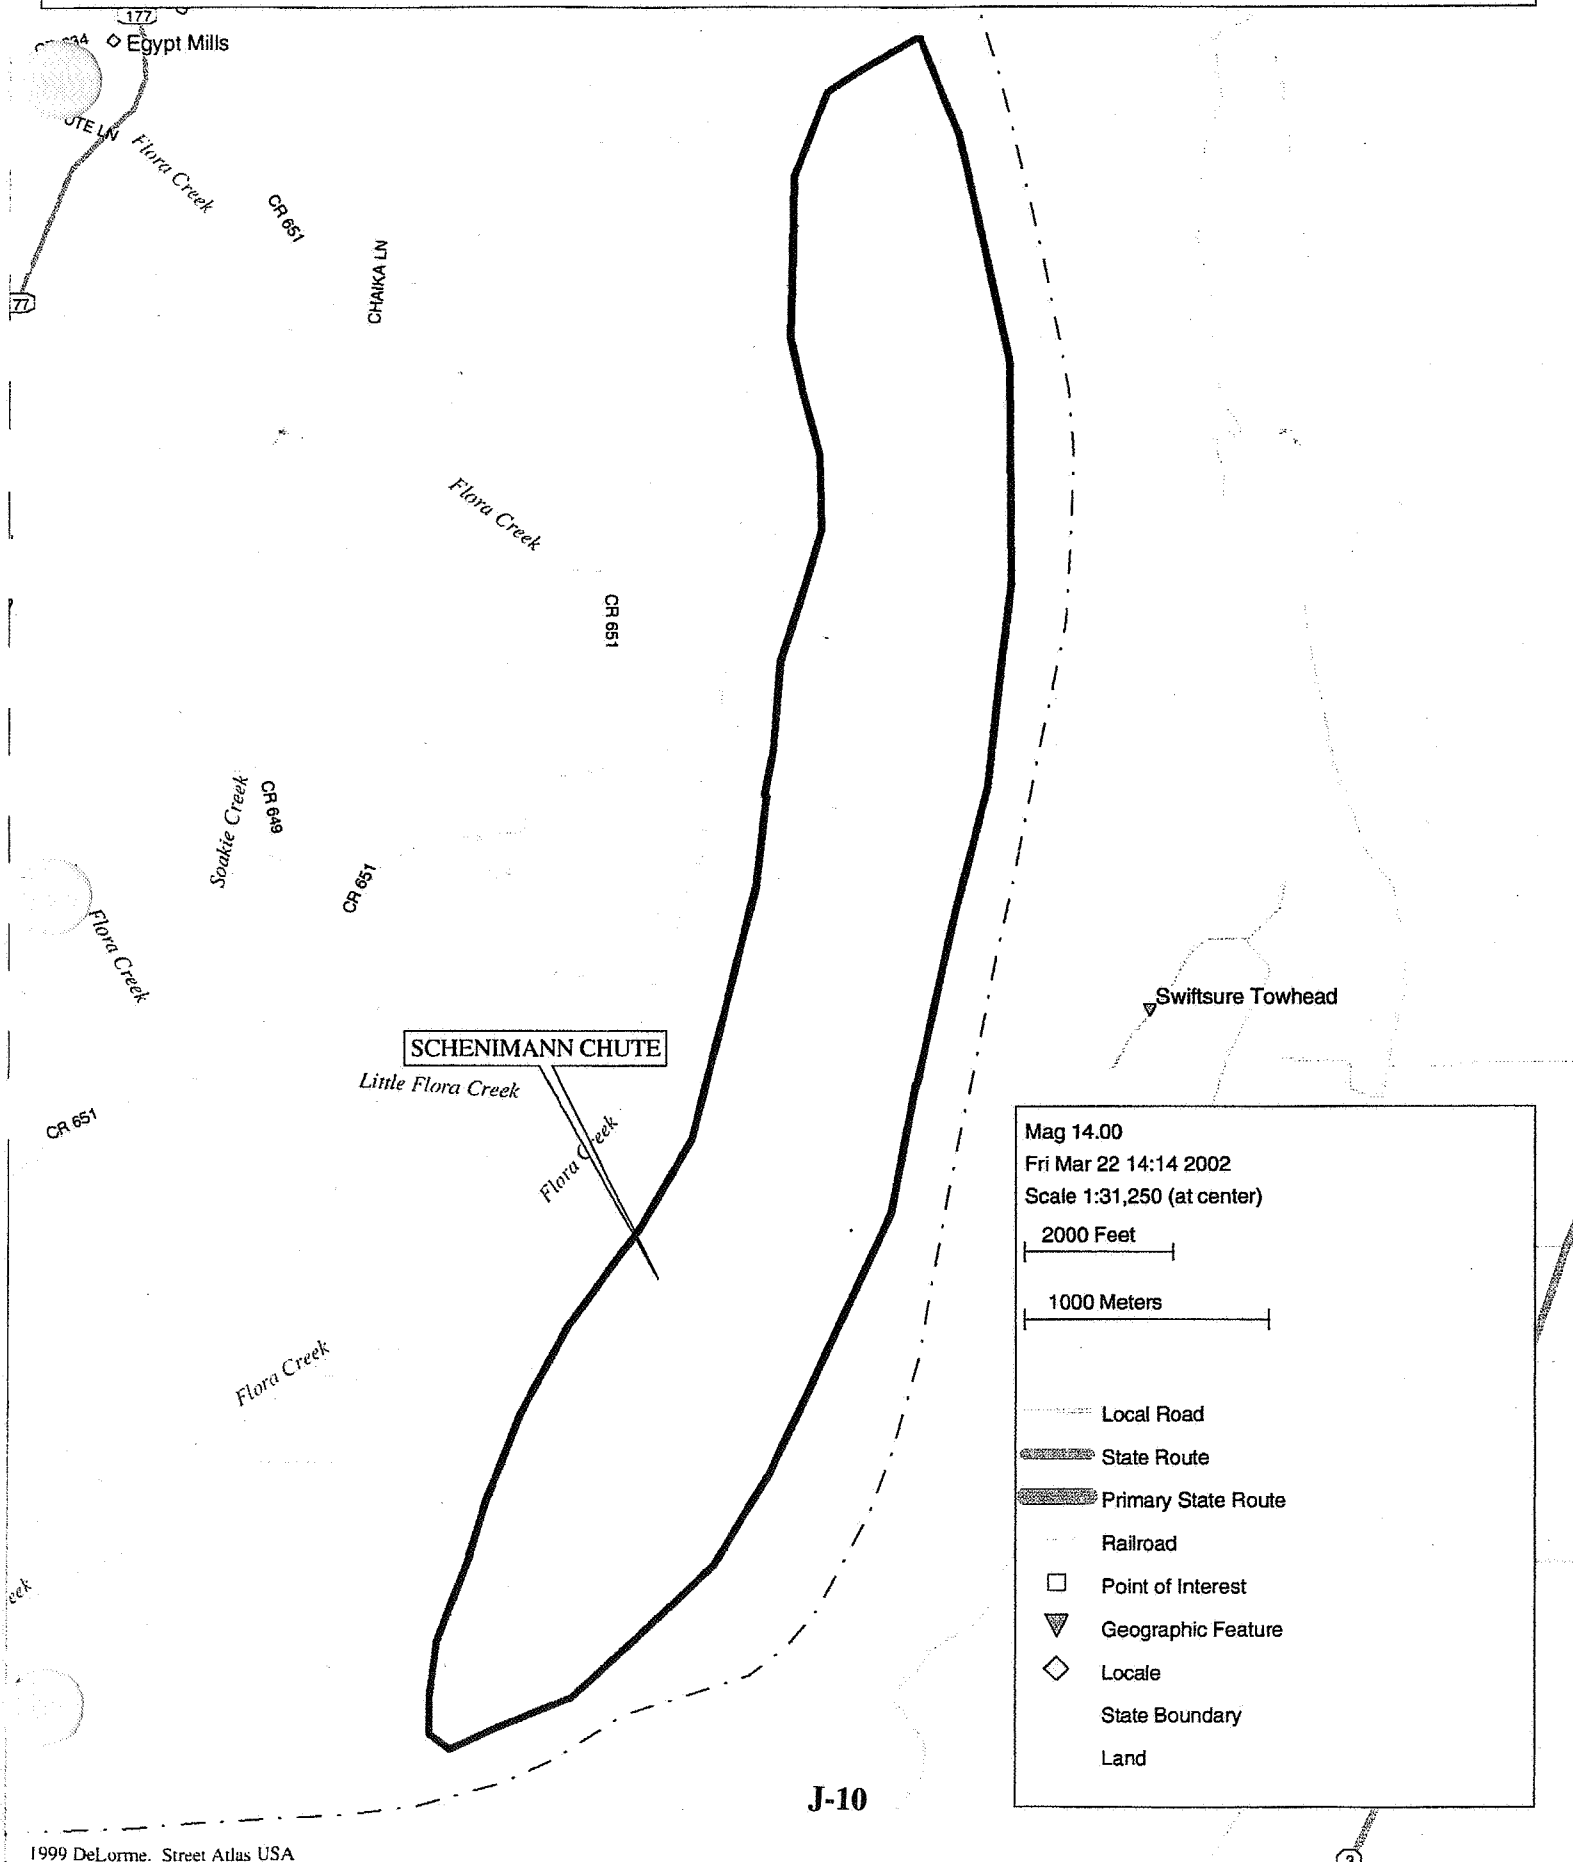 177
Egypt Mills
Flora Creek
CR 651
CHAIKA LN
Flora Creek
CR 651
Soakie Creek
CR 649
CR 651
Flora Creek
Swiftsure Towhead
SCHENIMANN CHUTE
Little Flora Creek
Flora Creek
CR 651
Flora Creek
Mag 14.00
Fri Mar 22 14:14 2002
Scale 1:31,250 (at center)
2000 Feet
1000 Meters
Local Road
State Route
Primary State Route
Railroad
Point of Interest
Geographic Feature
Locale
State Boundary
Land
J-10
1999 DeLorme. Street Atlas USA
3